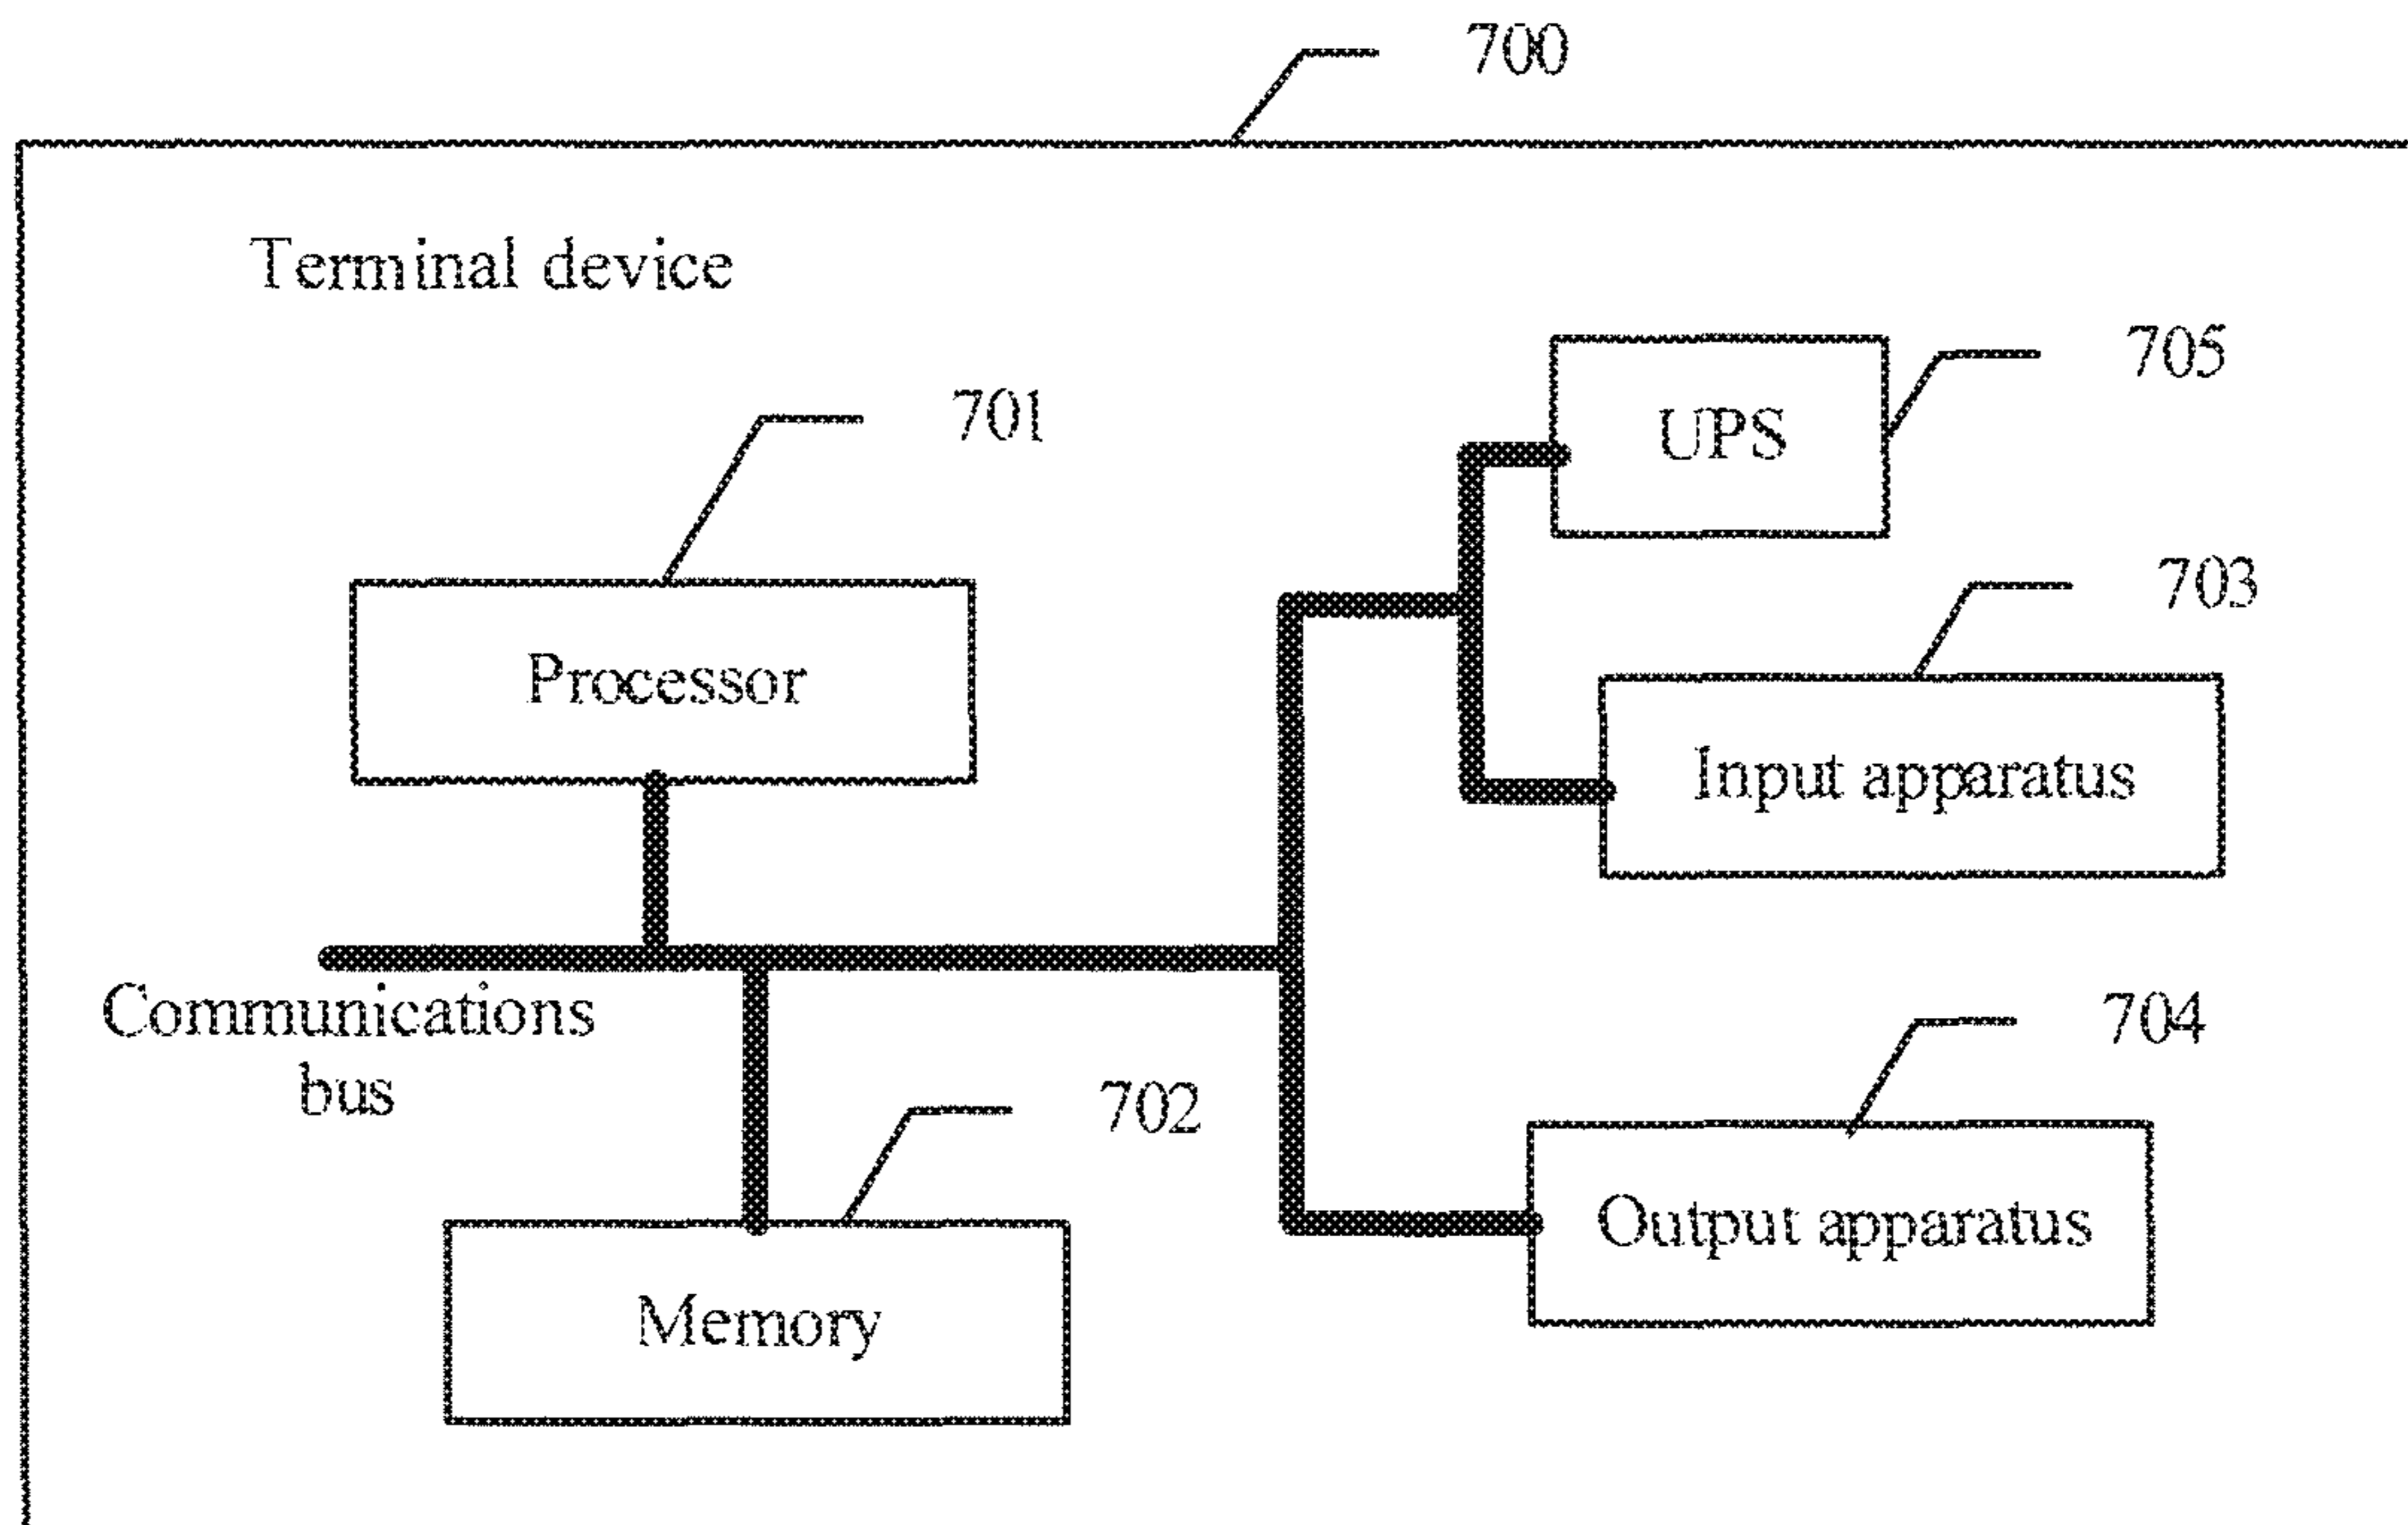 700
Terminal device
705
UPS
701
703
Processor
Input apparatus
Communications
bus
704
702
Output apparatus
Memory